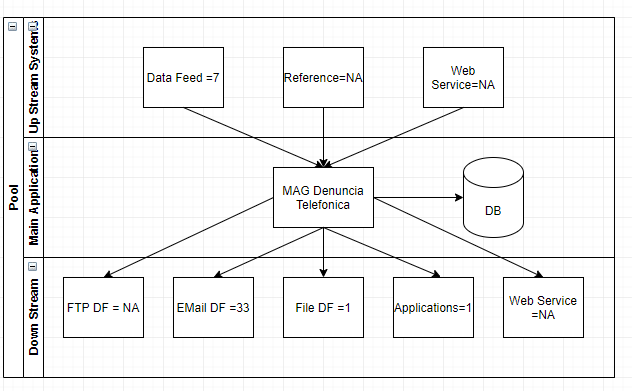 Pool
Up Stream Systems
Data Feed =7
Reference=NA
Web
Service=NA
Main Application
MAG Denuncia
Telefonica
DB
Down Stream
FTP DF = NA
EMail DF =33
File DF =1
Applications=1
Web Service
=NA